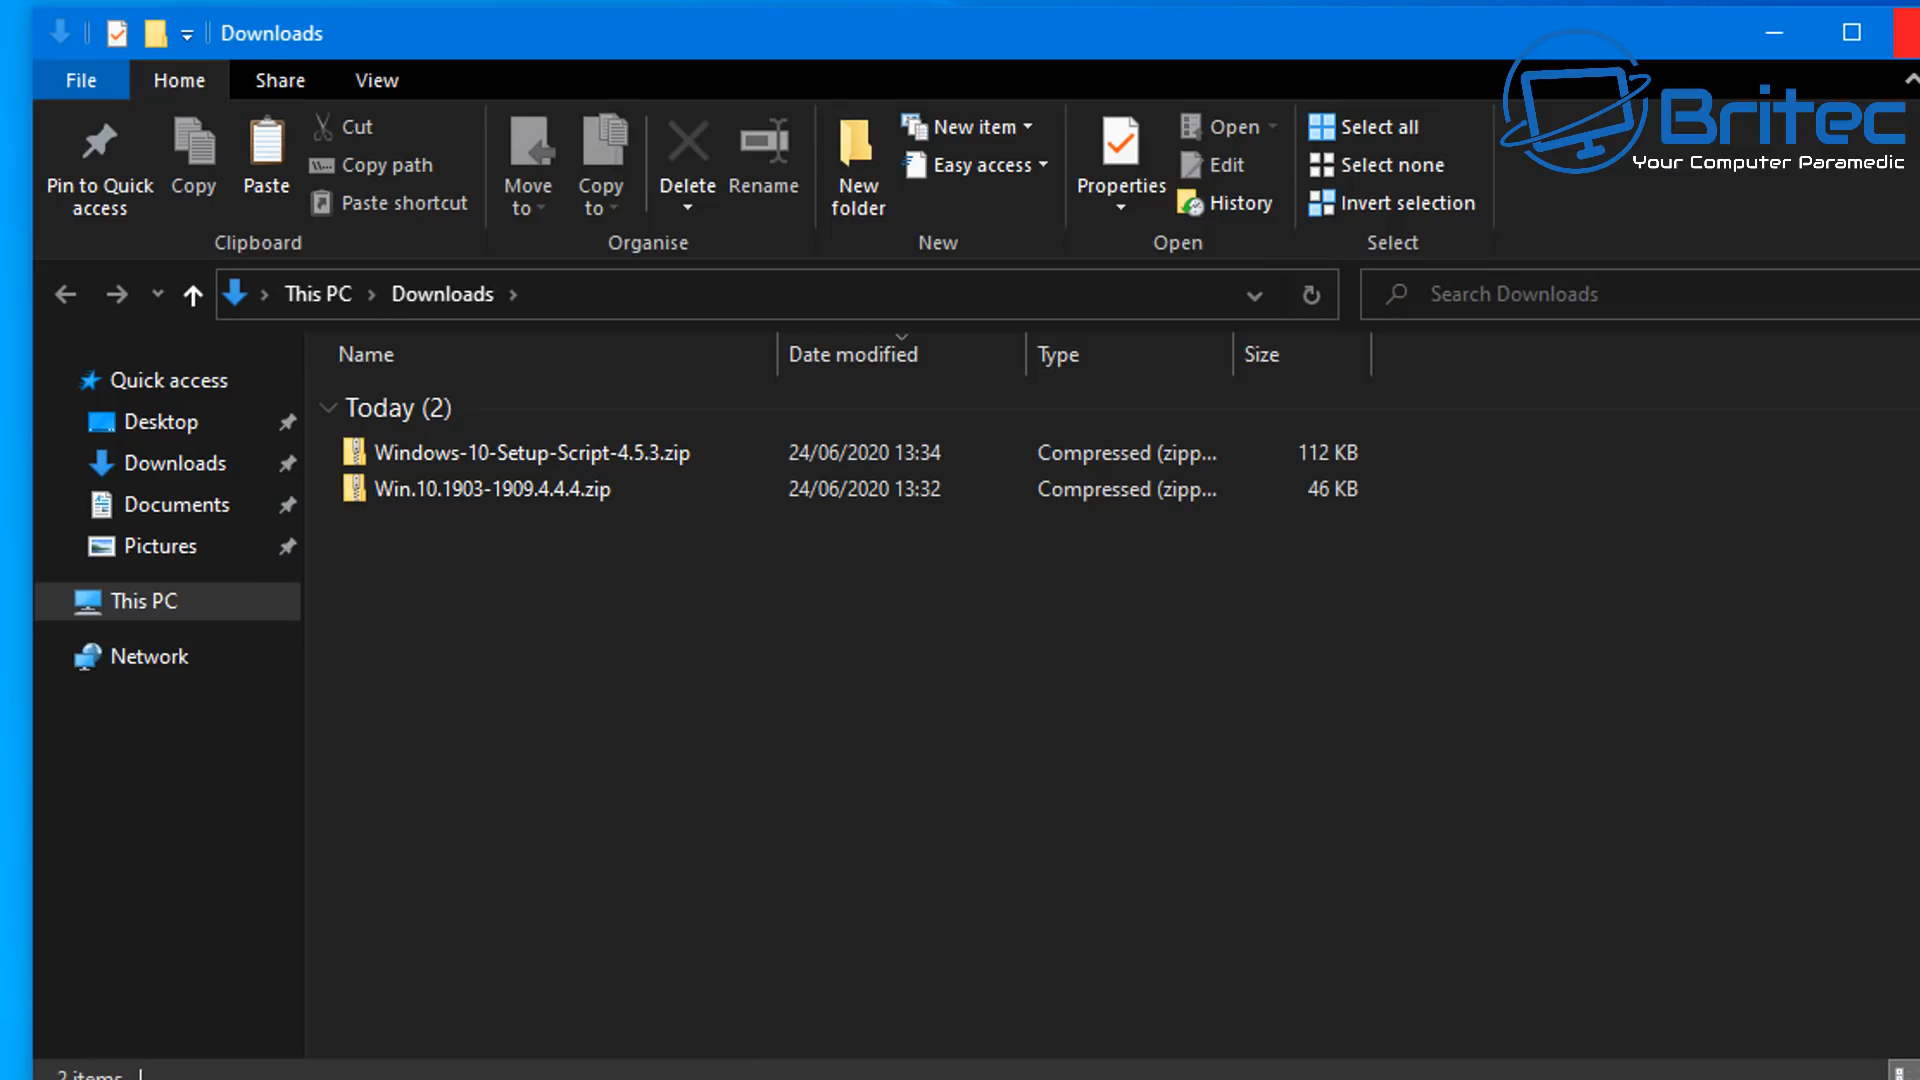 Downloads
File Home Share View
Britec
Your Computer Paramedic
Pin to Quick access
Copy
Paste
Cut
Copy path
Paste shortcut
Clipboard
Move to
Copy to
Delete
Rename
Organise
New folder
New item
Easy access
New
Properties
Open
Edit
History
Open
Select all
Select none
Invert selection
Select
This PC Downloads
Search Downloads
Quick access
Desktop
Downloads
Documents
Pictures
This PC
Network
Name Date modified Type Size
Today (2)
Windows-10-Setup-Script-4.5.3.zip 24/06/2020 13:34 Compressed (zipp... 112 KB
Win.10.1903-1909.4.4.4.zip 24/06/2020 13:32 Compressed (zipp... 46 KB
2 items